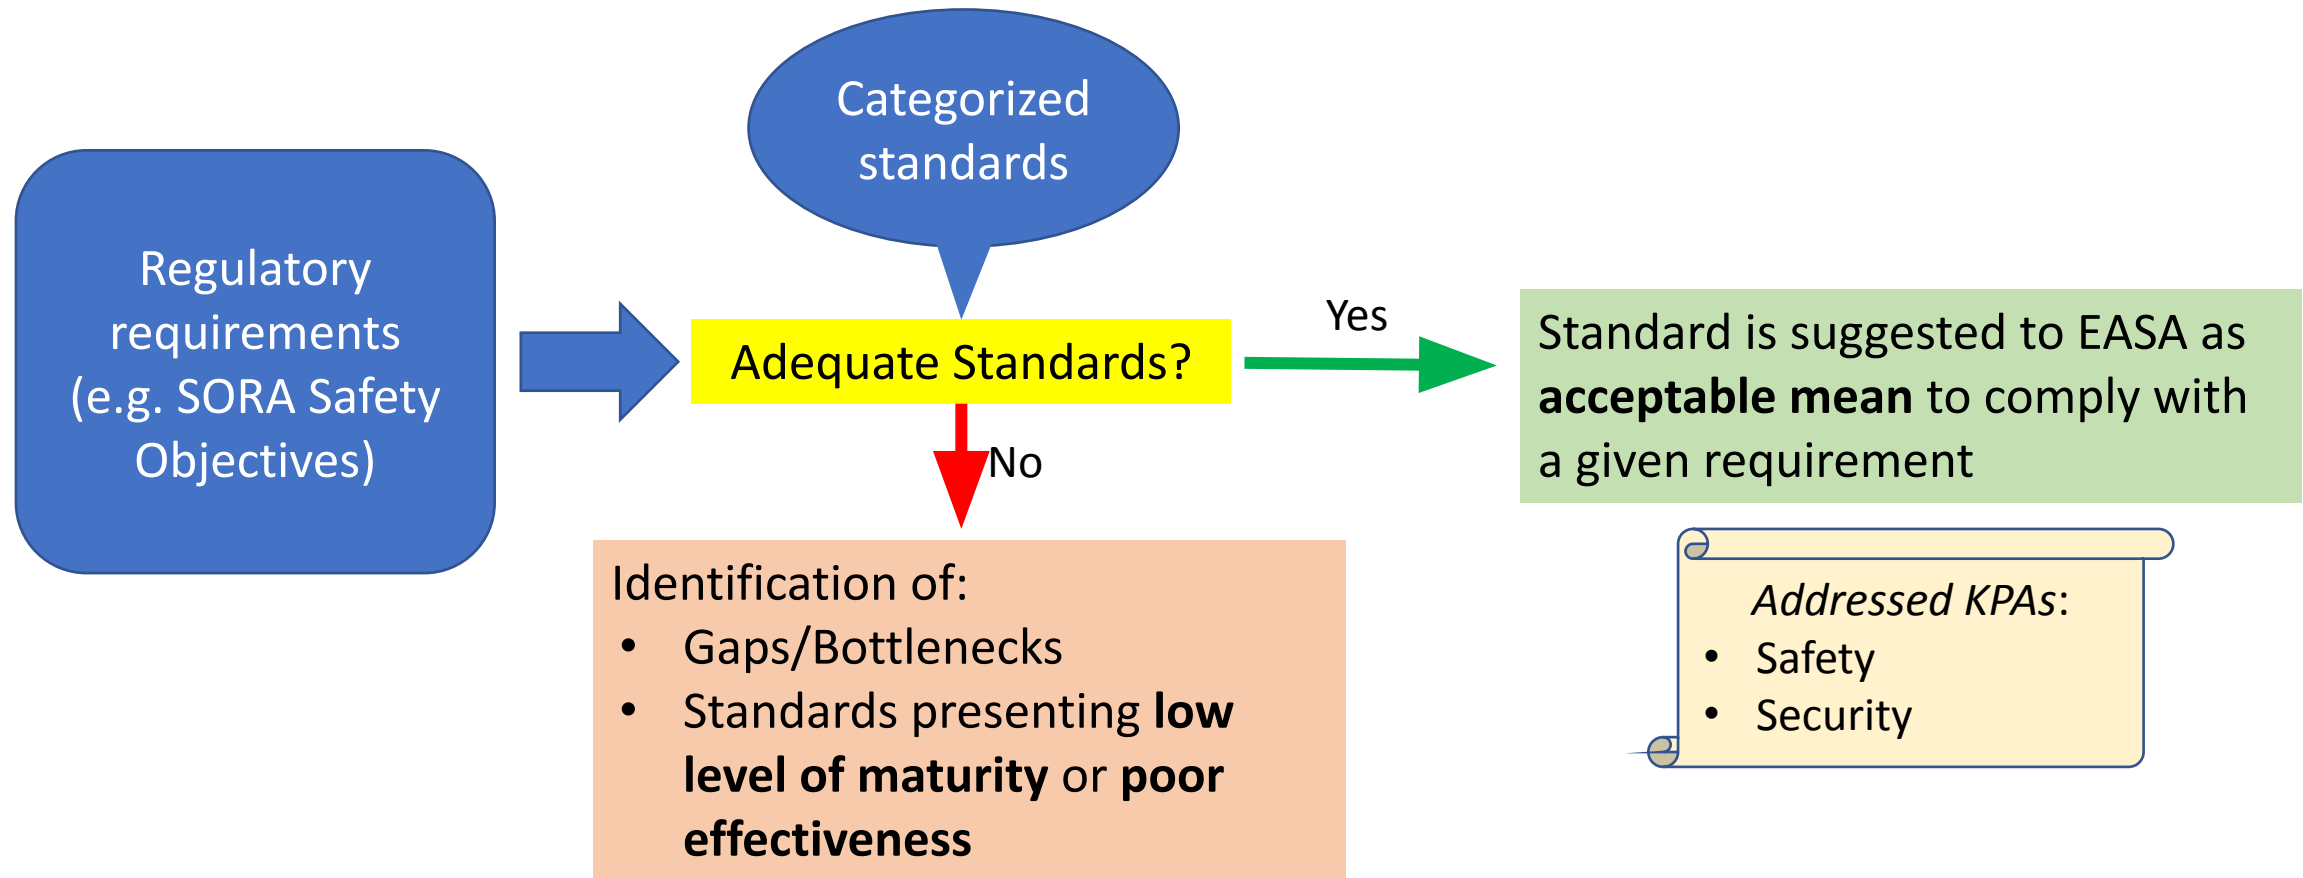 Categorized
standards
Regulatory
requirements
(e.g. SORA Safety
Objectives)
Adequate Standards?
Yes
Standard is suggested to EASA as
acceptable mean to comply with
a given requirement
No
Identification of:
• Gaps/Bottlenecks
• Standards presenting low
level of maturity or poor
effectiveness
Addressed KPAs:
• Safety
• Security